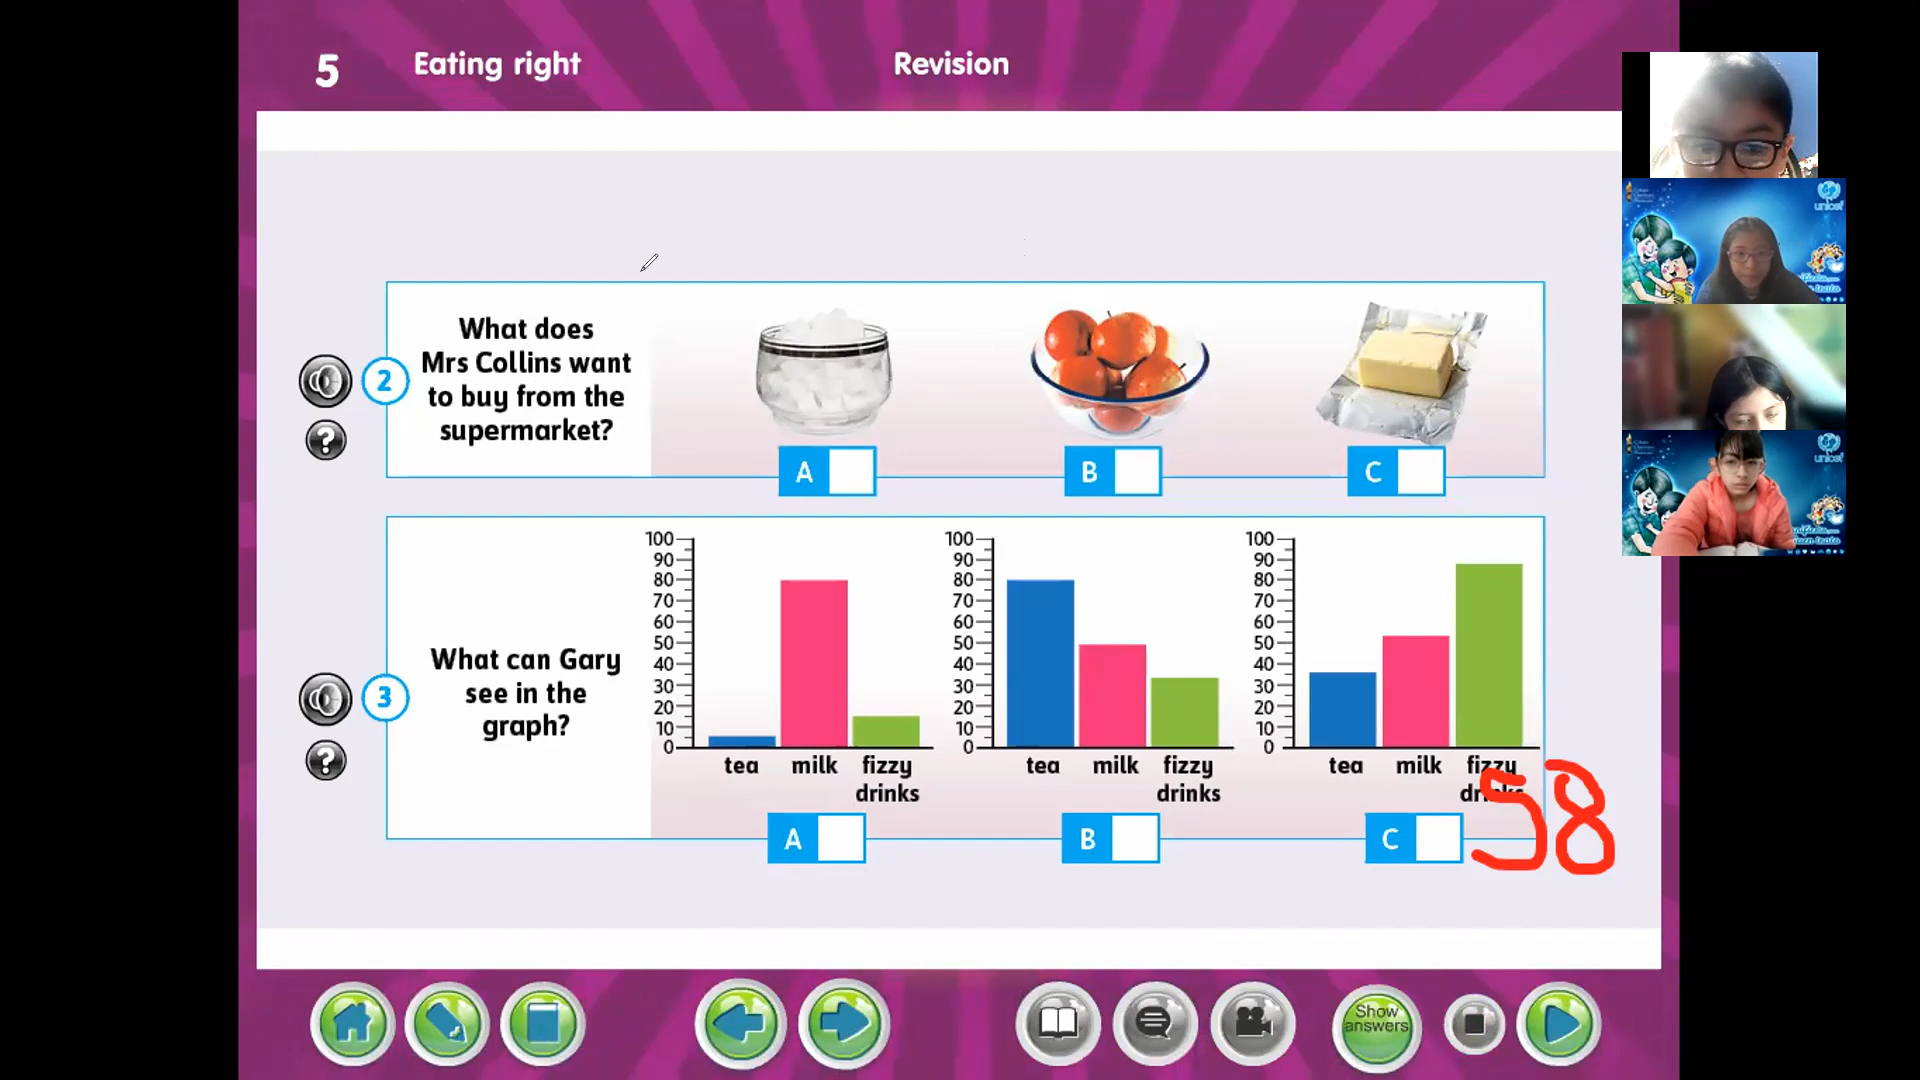 5 Eating right Revision
What does
Mrs Collins want
to buy from the
supermarket?
2
A B C
3
What can Gary
see in the
graph?
100
90
80
70
60
50
40
30
20
10
0
tea milk fizzy
drinks
100
90
80
70
60
50
40
30
20
10
0
tea milk fizzy
drinks
100
90
80
70
60
50
40
30
20
10
0
tea milk fizzy
drinks
A B C
58
Show
answers
unicef
unicef